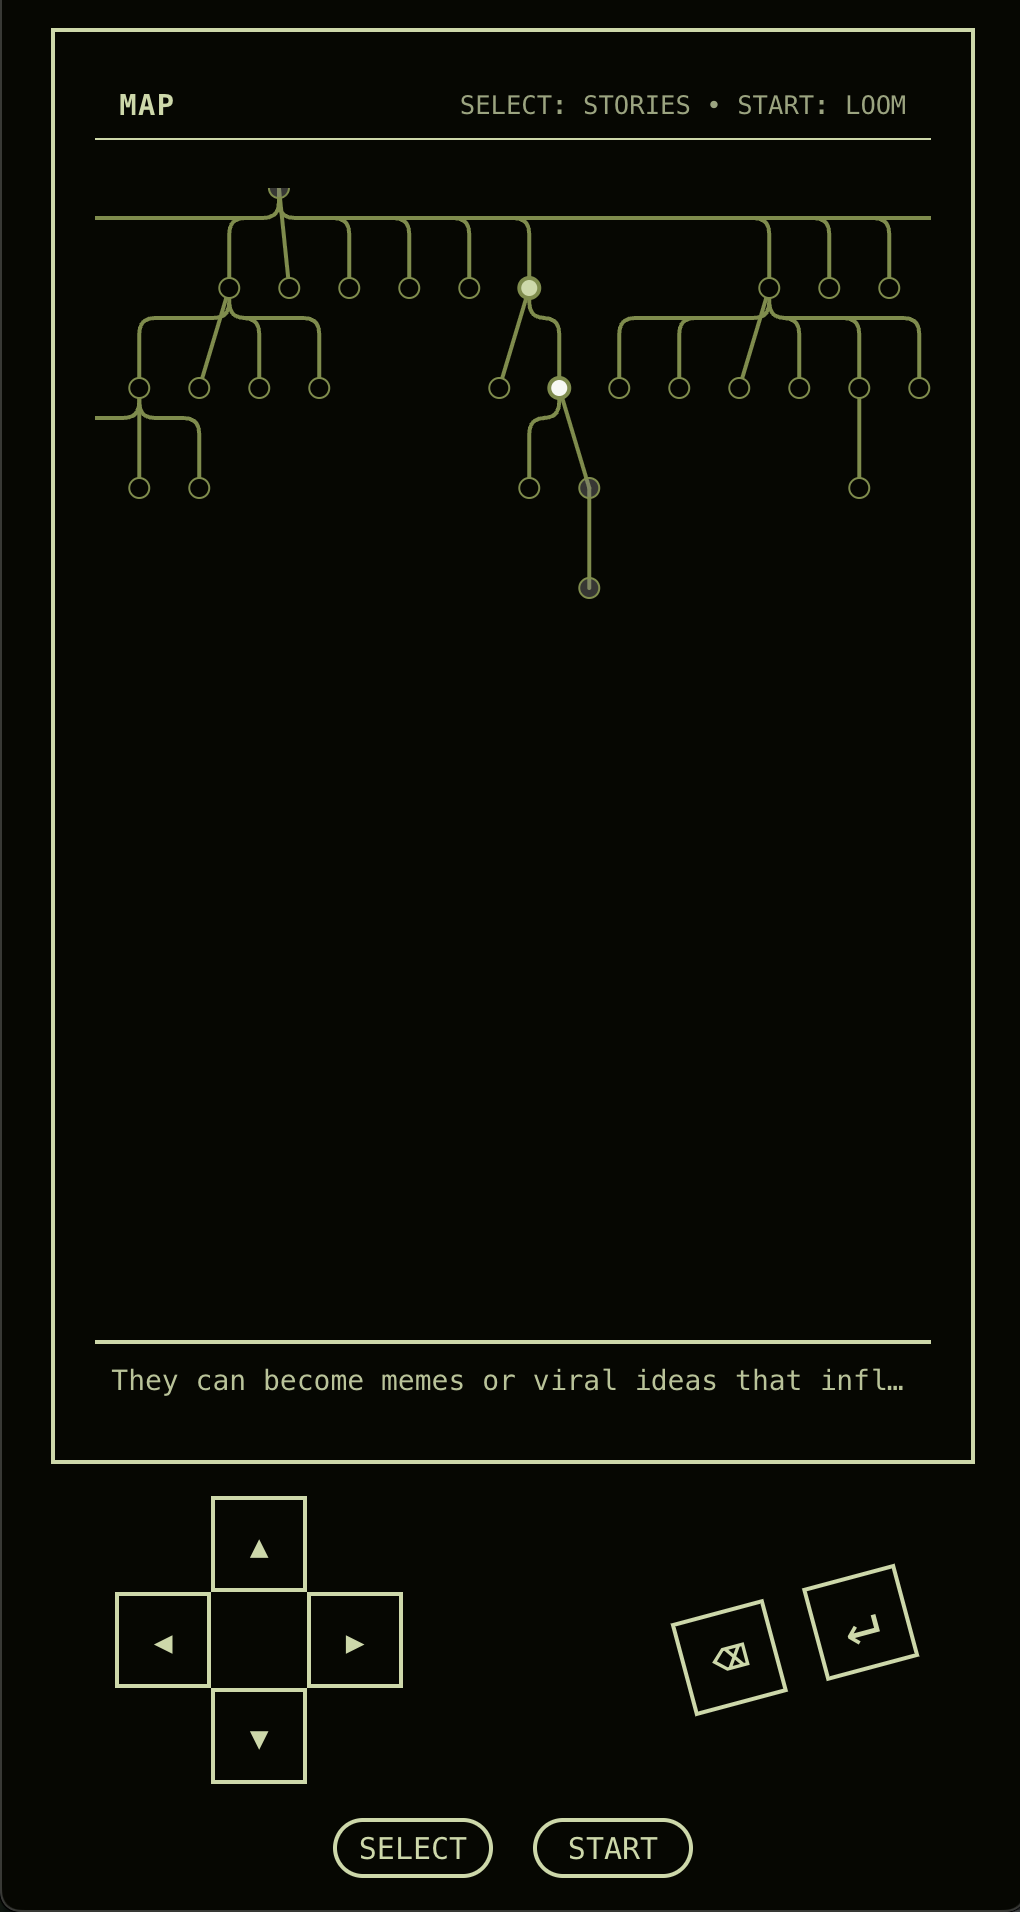 MAP
SELECT: STORIES • START: LOOM
They can become memes or viral ideas that infl…
SELECT
START